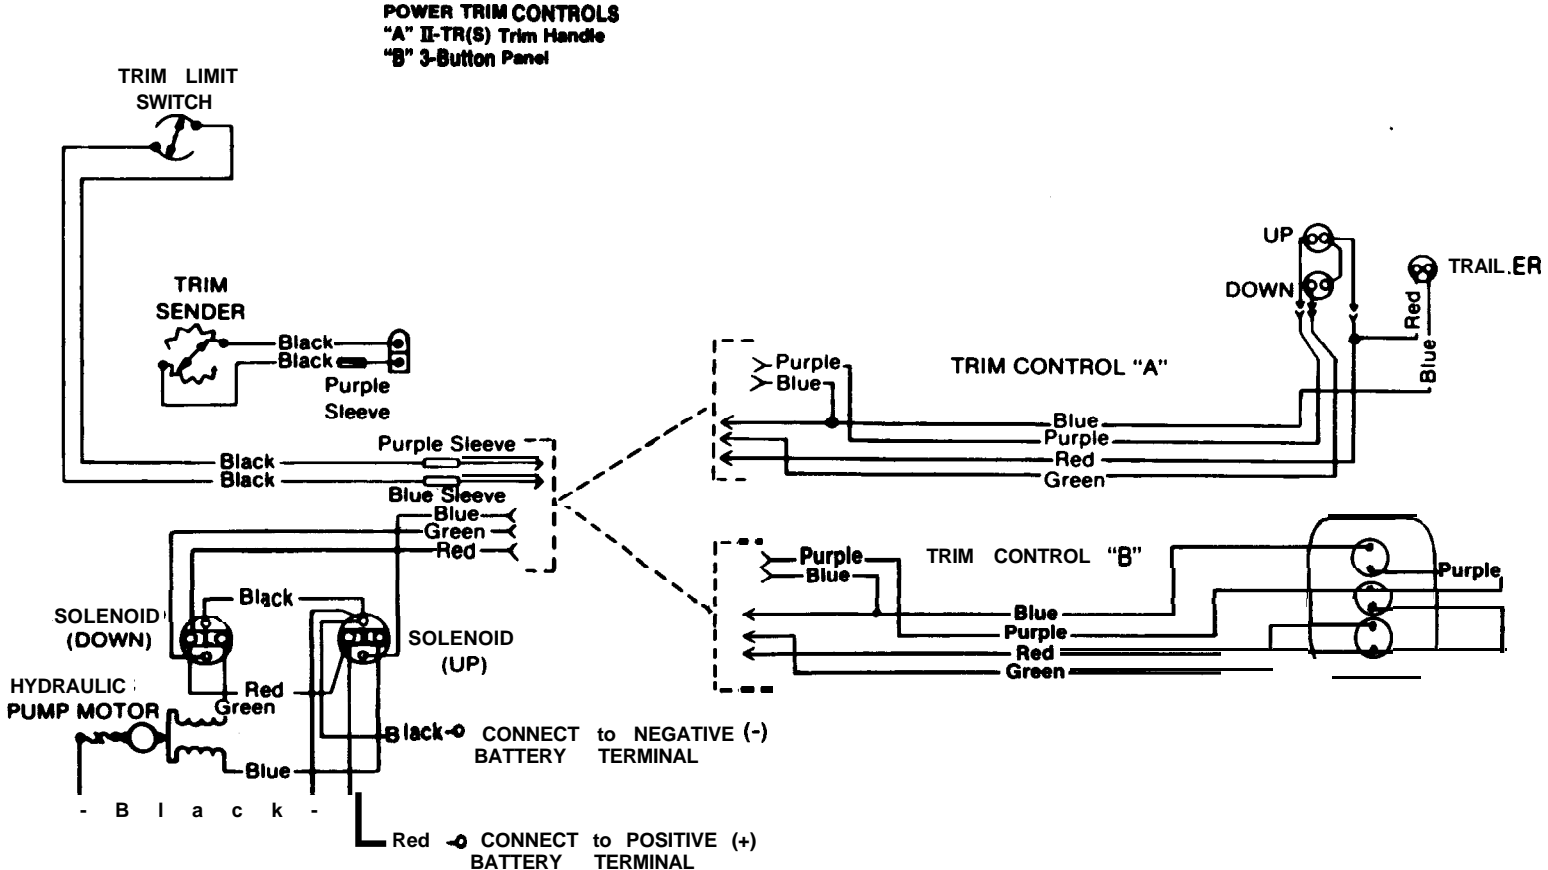 POWER TRIM CONTROLS
"A" II-TR(S) Trim Handle
"B" 3-Button Panel
TRIM LIMIT
SWITCH
UP
TRAILER
DOWN
TRIM
SENDER
Red
Blue
Black
Black
Purple
Sleeve
Purple
Blue
TRIM CONTROL "A"
Blue
Purple
Red
Green
Purple Sleeve
Black
Black
Blue Sleeve
Blue
Green
Red
Purple
Blue
TRIM CONTROL "B"
Purple
Blue
Purple
Red
Green
Black
SOLENOID
(DOWN)
SOLENOID
(UP)
Red
Green
HYDRAULIC
PUMP MOTOR
Black CONNECT to NEGATIVE (-)
BATTERY TERMINAL
Blue
- B l a c k -
Red CONNECT to POSITIVE (+)
BATTERY TERMINAL